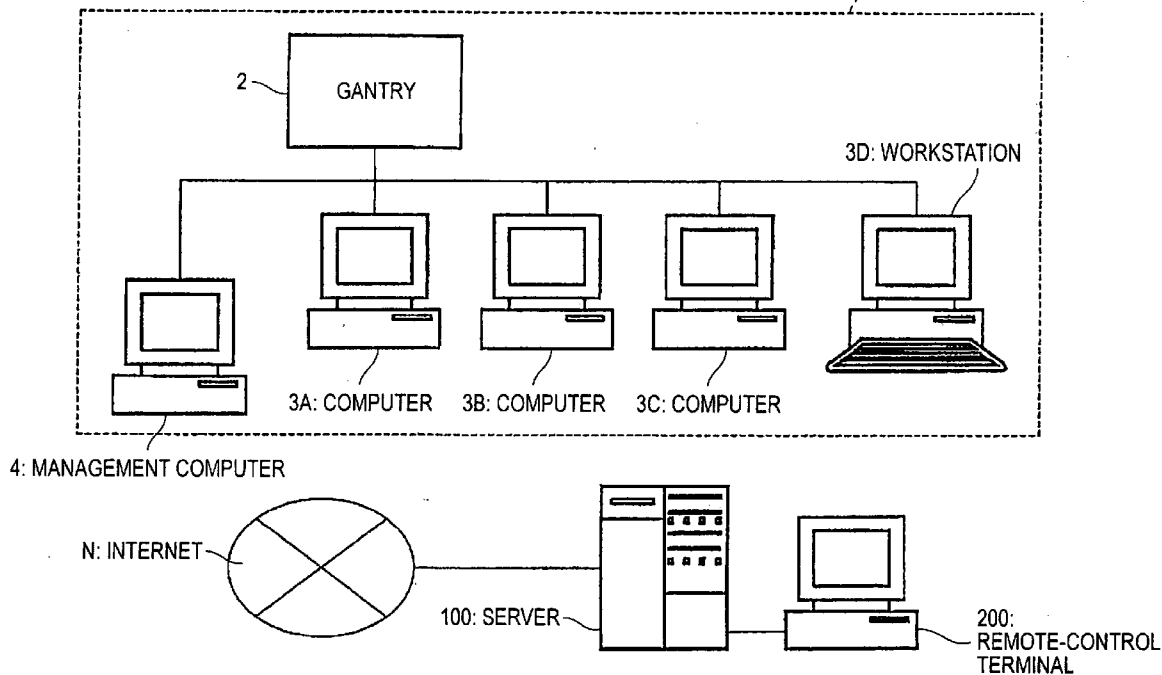 2
GANTRY
3D: WORKSTATION
3A: COMPUTER
3B: COMPUTER
3C: COMPUTER
4: MANAGEMENT COMPUTER
N: INTERNET
100: SERVER
200:
REMOTE-CONTROL
TERMINAL